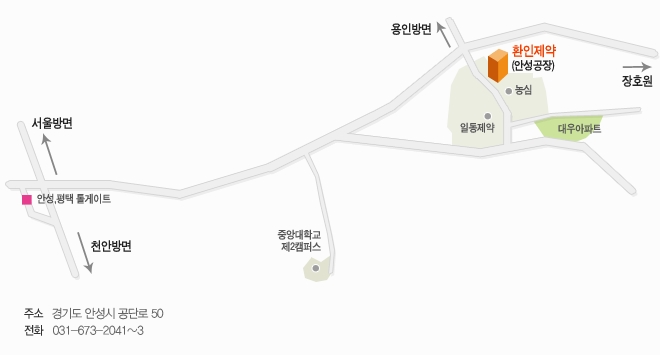 용인방면
환인제약
(안성공장)
장호원
농심
일동제약
대우아파트
서울방면
안성,평택 톨게이트
천안방면
중앙대학교
제2캠퍼스
주소 경기도 안성시 공단로 50
전화 031-673-2041~3